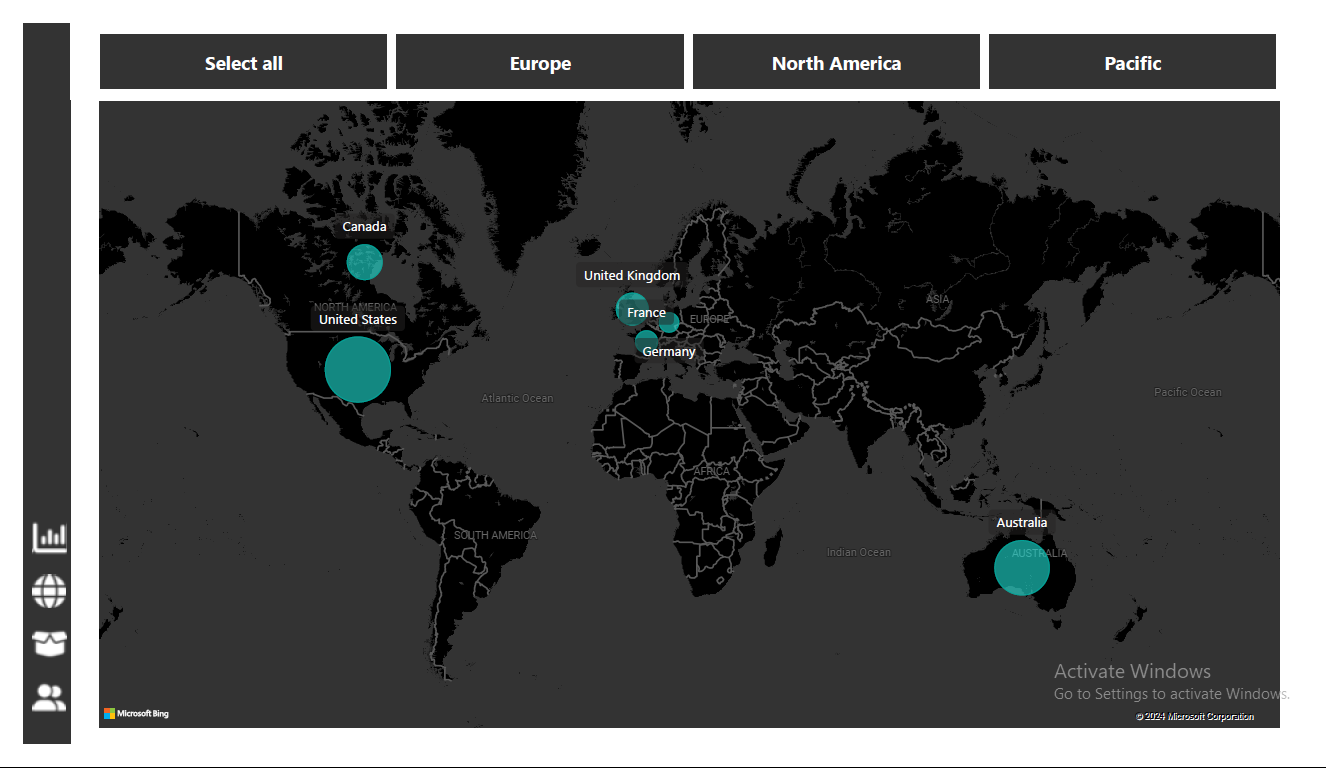 Select all
Europe
North America
Pacific
Canada
United Kingdom
NORTH AMERICA
ASIA
United States
France
EUROPE
Germany
Atlantic Ocean
Pacific Ocean
AFRICA
Australia
SOUTH AMERICA
Indian Ocean
AUSTRALIA
Activate Windows
Go to Settings to activate Windows.
Microsoft Bing
© 2024 Microsoft Corporation